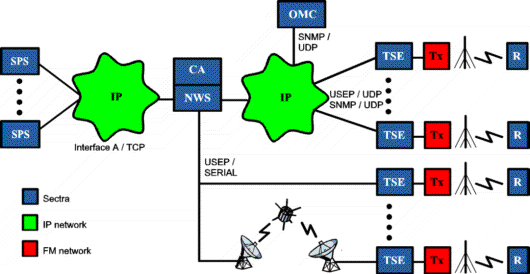 OMC
SNMP /
UDP
SPS
CA
TSE
Tx
R
IP
NWS
IP
USEP / UDP
SNMP / UDP
SPS
TSE
Tx
R
Interface A / TCP
USEP /
SERIAL
TSE
Tx
R
Sectra
IP network
FM network
TSE
Tx
R